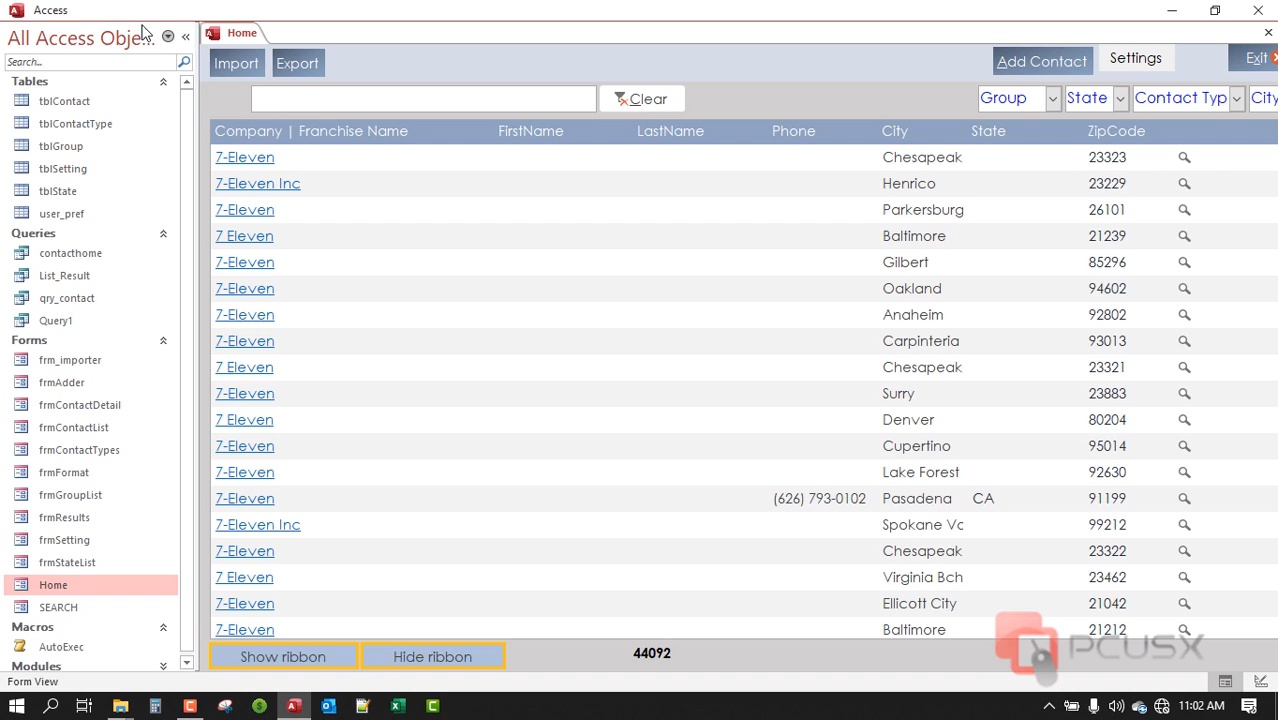 Access
All Access Obje...
Search...
Tables
tblContact
tblContactType
tblGroup
tblSetting
tblState
user_pref
Queries
contacthome
List_Result
qry_contact
Query1
Forms
frm_importer
frmAdder
frmContactDetail
frmContactList
frmContactTypes
frmFormat
frmGroupList
frmResults
frmSetting
frmStateList
Home
SEARCH
Macros
AutoExec
Modules
Form View
Home
Import Export Add Contact Settings Exit
Clear Group State Contact Typ City
Company | Franchise Name FirstName LastName Phone City State ZipCode
7-Eleven Chesapeak 23323
7-Eleven Inc Henrico 23229
7-Eleven Parkersburg 26101
7 Eleven Baltimore 21239
7-Eleven Gilbert 85296
7-Eleven Oakland 94602
7-Eleven Anaheim 92802
7-Eleven Carpinteria 93013
7 Eleven Chesapeak 23321
7-Eleven Surry 23883
7 Eleven Denver 80204
7-Eleven Cupertino 95014
7-Eleven Lake Forest 92630
7-Eleven (626) 793-0102 Pasadena CA 91199
7-Eleven Inc Spokane Va 99212
7-Eleven Chesapeak 23322
7 Eleven Virginia Bch 23462
7-Eleven Ellicott City 21042
7-Eleven Baltimore 21212
Show ribbon Hide ribbon 44092
PCUSX
11:02 AM